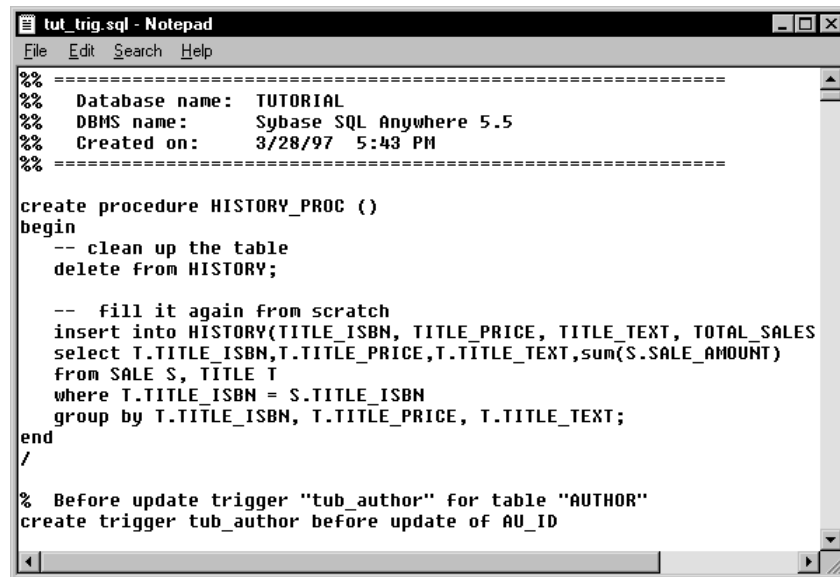 tut_trig.sql - Notepad
File Edit Search Help
%% ============================================================
%%   Database name:  TUTORIAL
%%   DBMS name:      Sybase SQL Anywhere 5.5
%%   Created on:     3/28/97  5:43 PM
%% ============================================================
create procedure HISTORY_PROC ()
begin
   -- clean up the table
   delete from HISTORY;
   --  fill it again from scratch
   insert into HISTORY(TITLE_ISBN, TITLE_PRICE, TITLE_TEXT, TOTAL_SALES
   select T.TITLE_ISBN,T.TITLE_PRICE,T.TITLE_TEXT,sum(S.SALE_AMOUNT)
   from SALE S, TITLE T
   where T.TITLE_ISBN = S.TITLE_ISBN
   group by T.TITLE_ISBN, T.TITLE_PRICE, T.TITLE_TEXT;
end
/
%  Before update trigger "tub_author" for table "AUTHOR"
create trigger tub_author before update of AU_ID